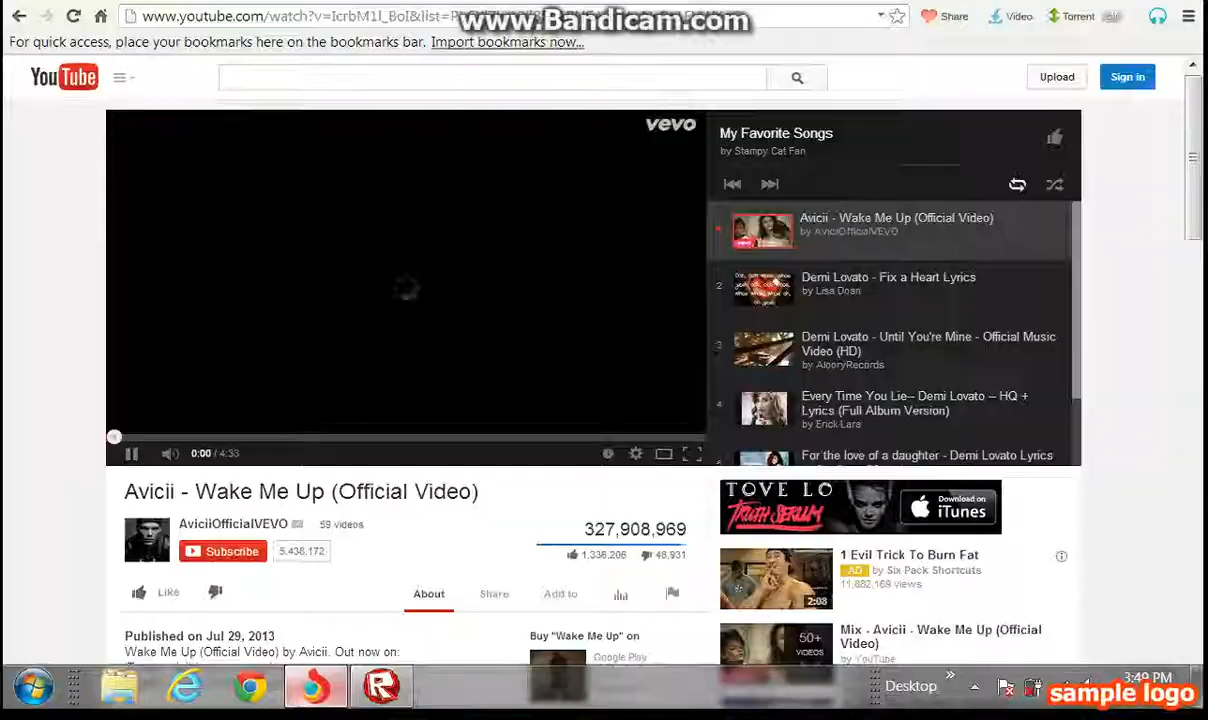 www.youtube.com/watch?v=IcrbM1l_BoI&list=
www.Bandicam.com
Share
Video
Torrent
For quick access, place your bookmarks here on the bookmarks bar. Import bookmarks now...
YouTube
Upload
Sign in
vevo
My Favorite Songs
by Stampy Cat Fan
Avicii - Wake Me Up (Official Video)
by AviciiOfficialVEVO
2
Demi Lovato - Fix a Heart Lyrics
by Lisa Doan
3
Demi Lovato - Until You're Mine - Official Music
Video (HD)
by AlooryRecords
4
Every Time You Lie-- Demi Lovato -- HQ +
Lyrics (Full Album Version)
by Erick Lara
For the love of a daughter - Demi Lovato Lyrics
0:00 / 4:33
Avicii - Wake Me Up (Official Video)
AviciiOfficialVEVO
59 videos
Subscribe
5,438,172
327,908,969
1,336,206
48,931
Like
About
Share
Add to
Published on Jul 29, 2013
Wake Me Up (Official Video) by Avicii. Out now on:
Buy "Wake Me Up" on
Google Play
TOVE LO
TRUTH SERUM
Download on
iTunes
1 Evil Trick To Burn Fat
AD by Six Pack Shortcuts
11,882,169 views
2:08
Mix - Avicii - Wake Me Up (Official
Video)
by YouTube
50+
VIDEOS
Desktop
3:49 PM
sample logo